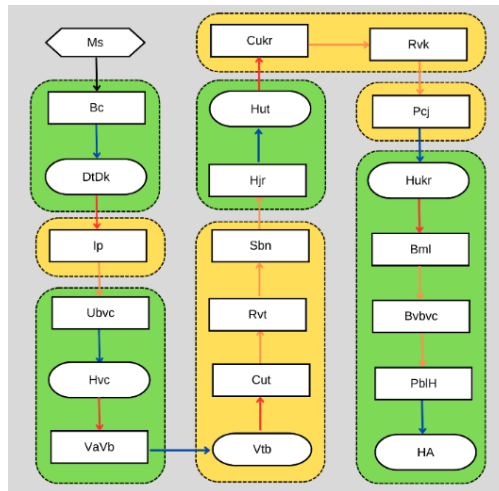 Ms
Bc
DtDk
Ip
Ubvc
Hvc
VaVb
Vtb
Cut
Rvt
Sbn
Hjr
Hut
Cukr
Rvk
Pcj
Hukr
Bml
Bvbvc
PblH
HA